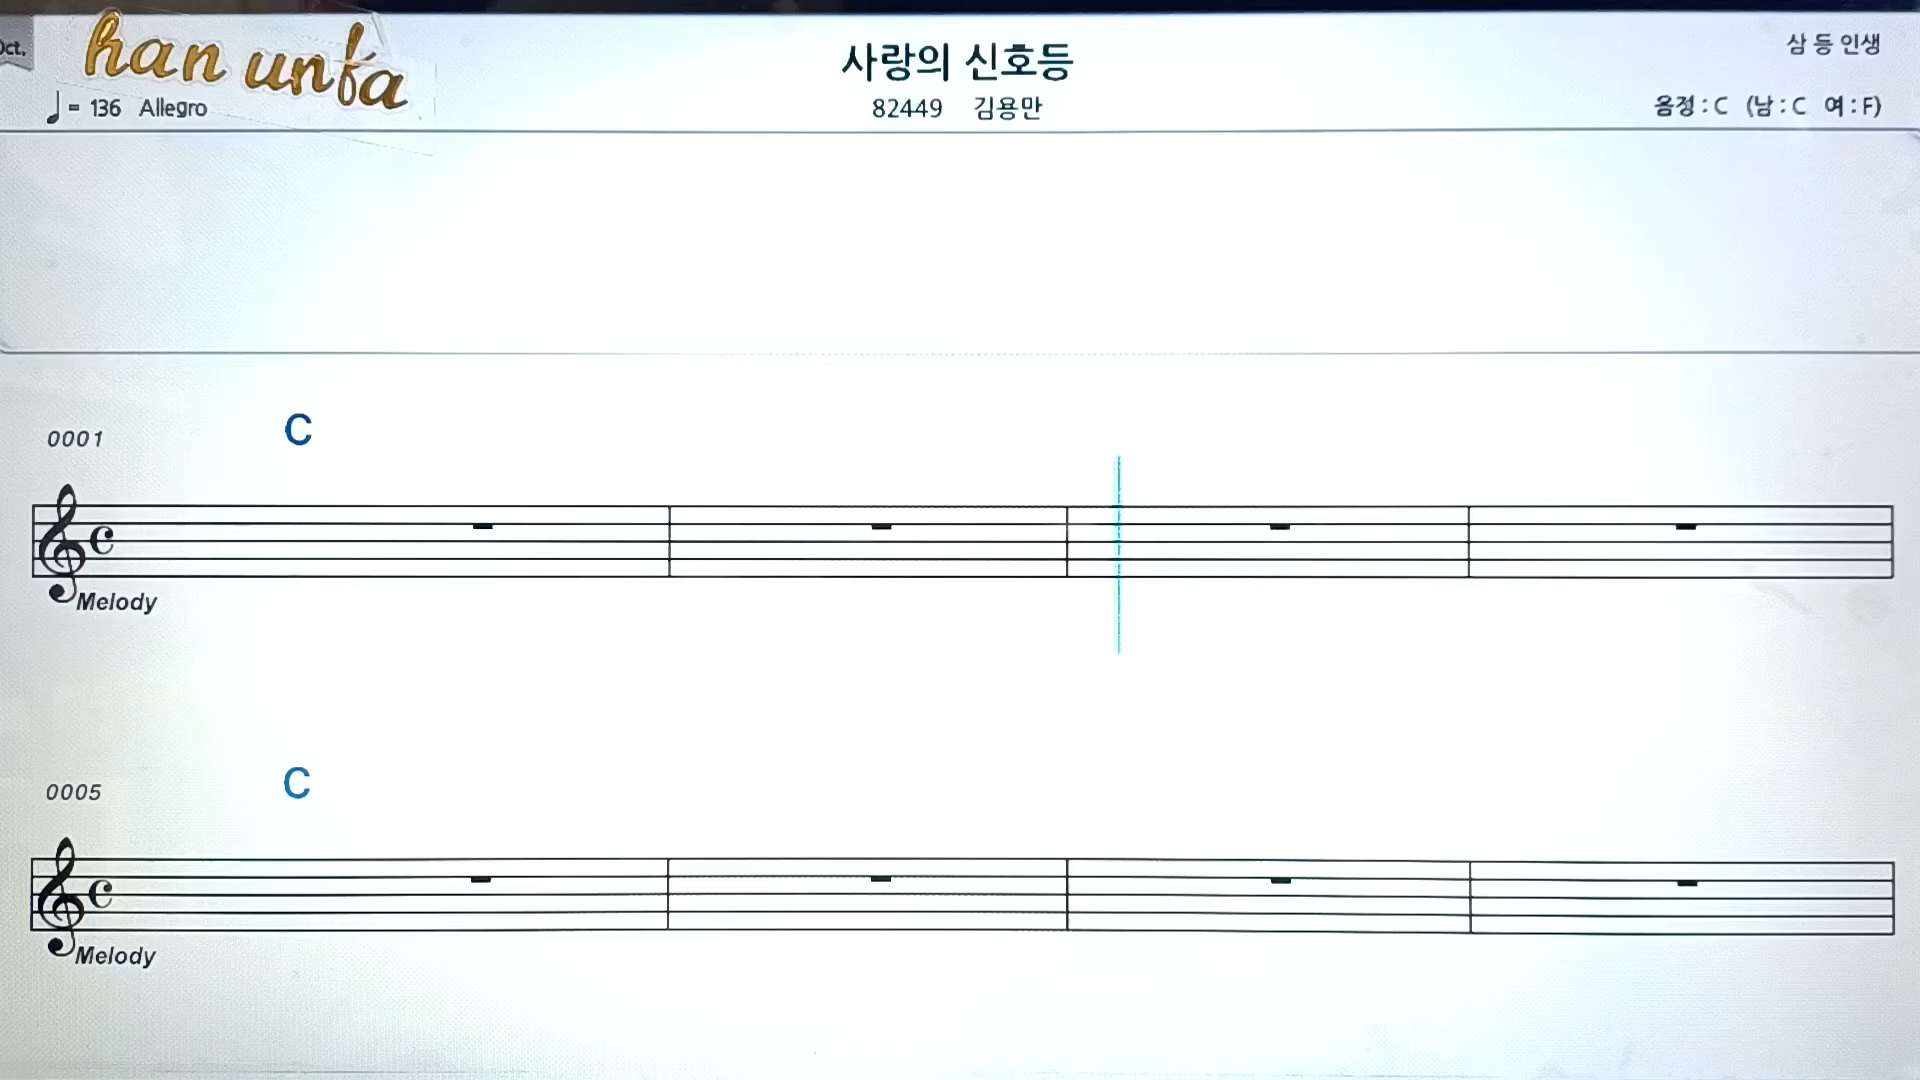 Oct.
han unfa
사랑의 신호등
삼 등 인생
♩ = 136 Allegro
82449 김용만
음정 : C (남 : C 여 : F)
0001
C
Melody
0005
C
Melody